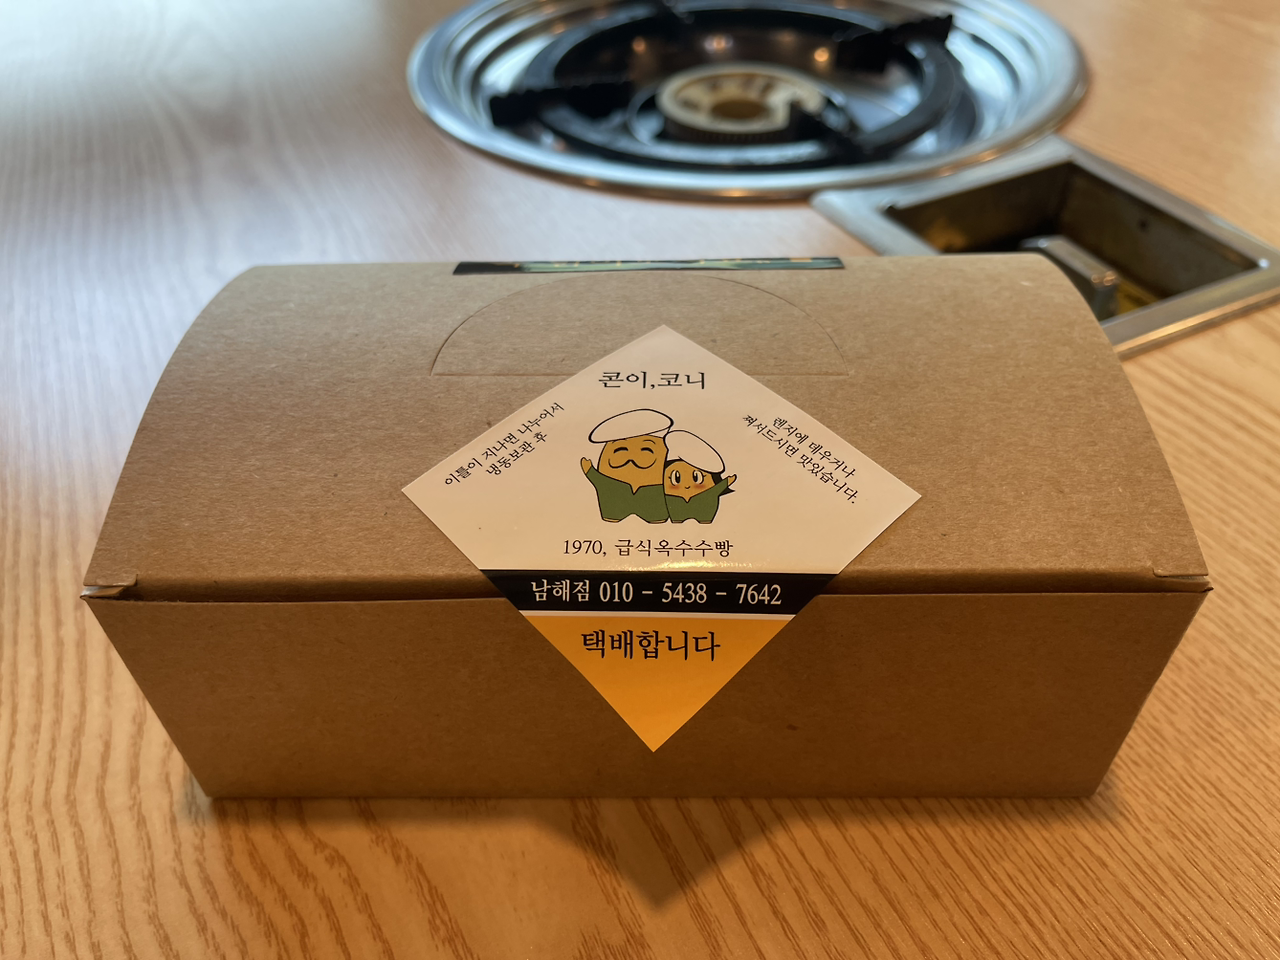 콘이,코니
이틀이 지나면 나누어서
냉동보관 후
렌지에 데우거나
쪄서드시면 맛있습니다.
1970, 급식옥수수빵
남해점 010 - 5438 - 7642
택배합니다